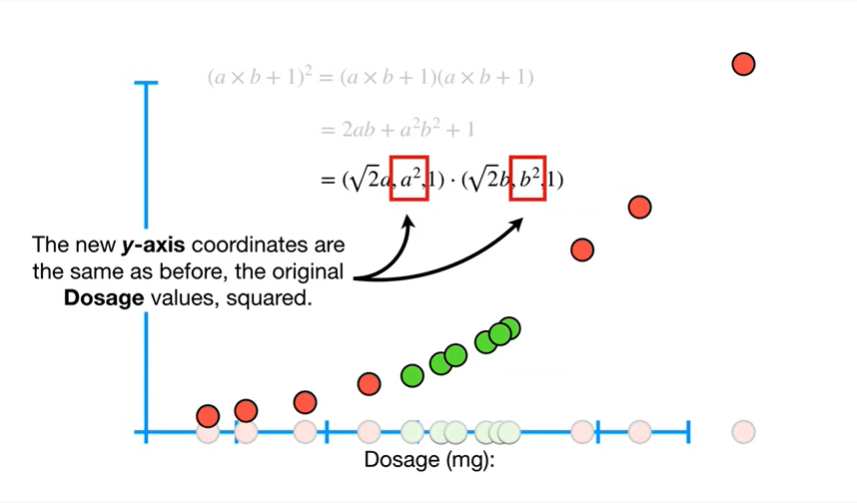 (a × b + 1)² = (a × b + 1)(a × b + 1)
= 2ab + a²b² + 1
= (√2a, a², 1) · (√2b, b², 1)
The new y-axis coordinates are
the same as before, the original
Dosage values, squared.
Dosage (mg):